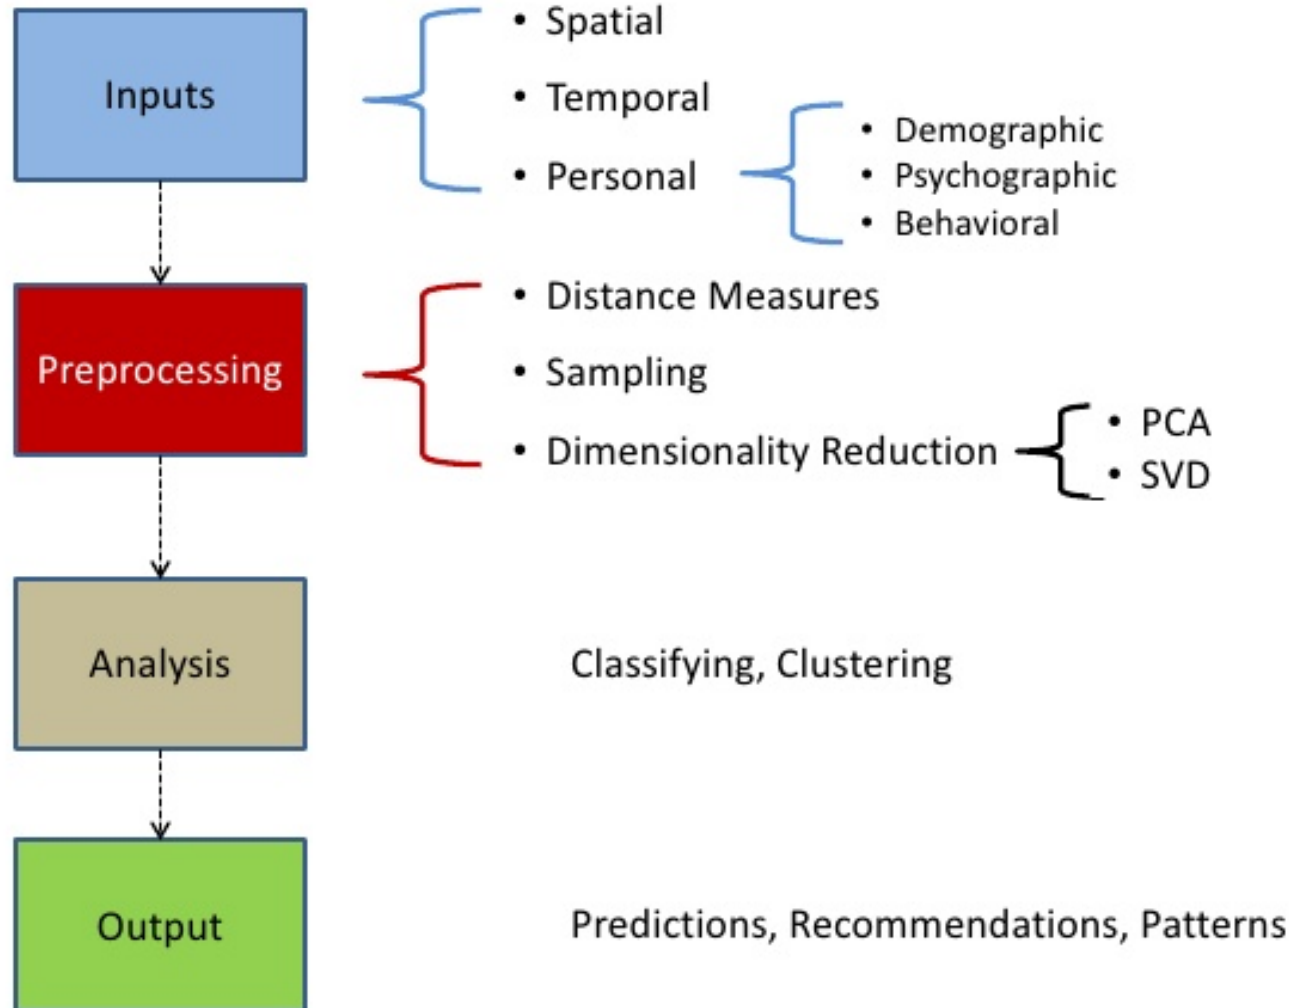 Inputs
• Spatial
• Temporal
• Personal
• Demographic
• Psychographic
• Behavioral
Preprocessing
• Distance Measures
• Sampling
• Dimensionality Reduction
• PCA
• SVD
Analysis
Classifying, Clustering
Output
Predictions, Recommendations, Patterns